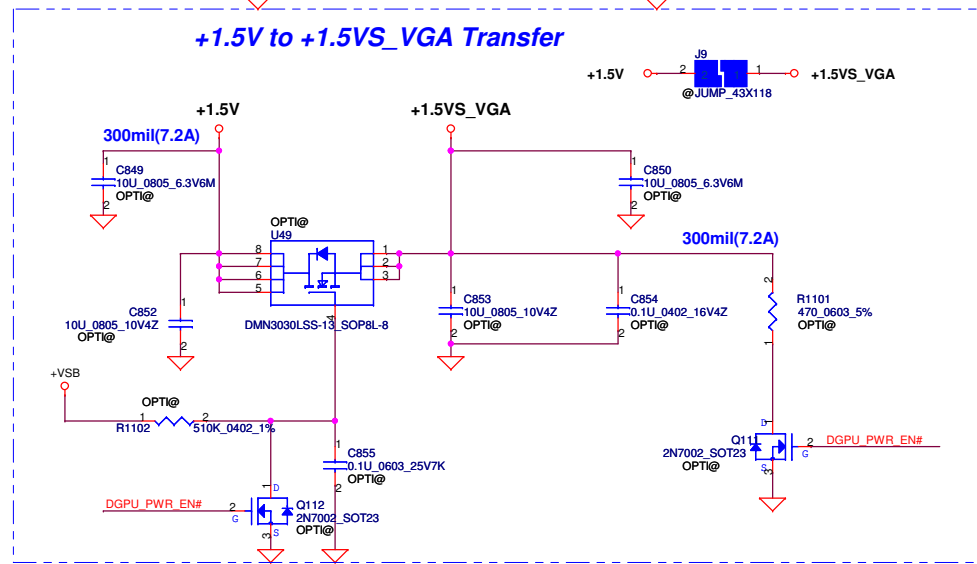 +1.5V to +1.5VS_VGA Transfer
J9
+1.5V 2 2 1 1 +1.5VS_VGA
@JUMP_43X118
+1.5V
+1.5VS_VGA
300mil(7.2A)
1
C849
10U_0805_6.3V6M
OPTI@
2
1
C850
10U_0805_6.3V6M
OPTI@
2
OPTI@
U49
8 1
7 2
6 3
5
4
DMN3030LSS-13_SOP8L-8
300mil(7.2A)
1
C852
10U_0805_10V4Z
OPTI@
2
1
C853
10U_0805_10V4Z
OPTI@
2
1
C854
0.1U_0402_16V4Z
OPTI@
2
2
R1101
470_0603_5%
OPTI@
1
+VSB
OPTI@
1 2
R1102 510K_0402_1%
1
C855
0.1U_0603_25V7K
OPTI@
2
DGPU_PWR_EN# 2
G
1 D
Q112
2N7002_SOT23
OPTI@
3 S
D 1
Q111
2N7002_SOT23
OPTI@
S 3
2 DGPU_PWR_EN#
G